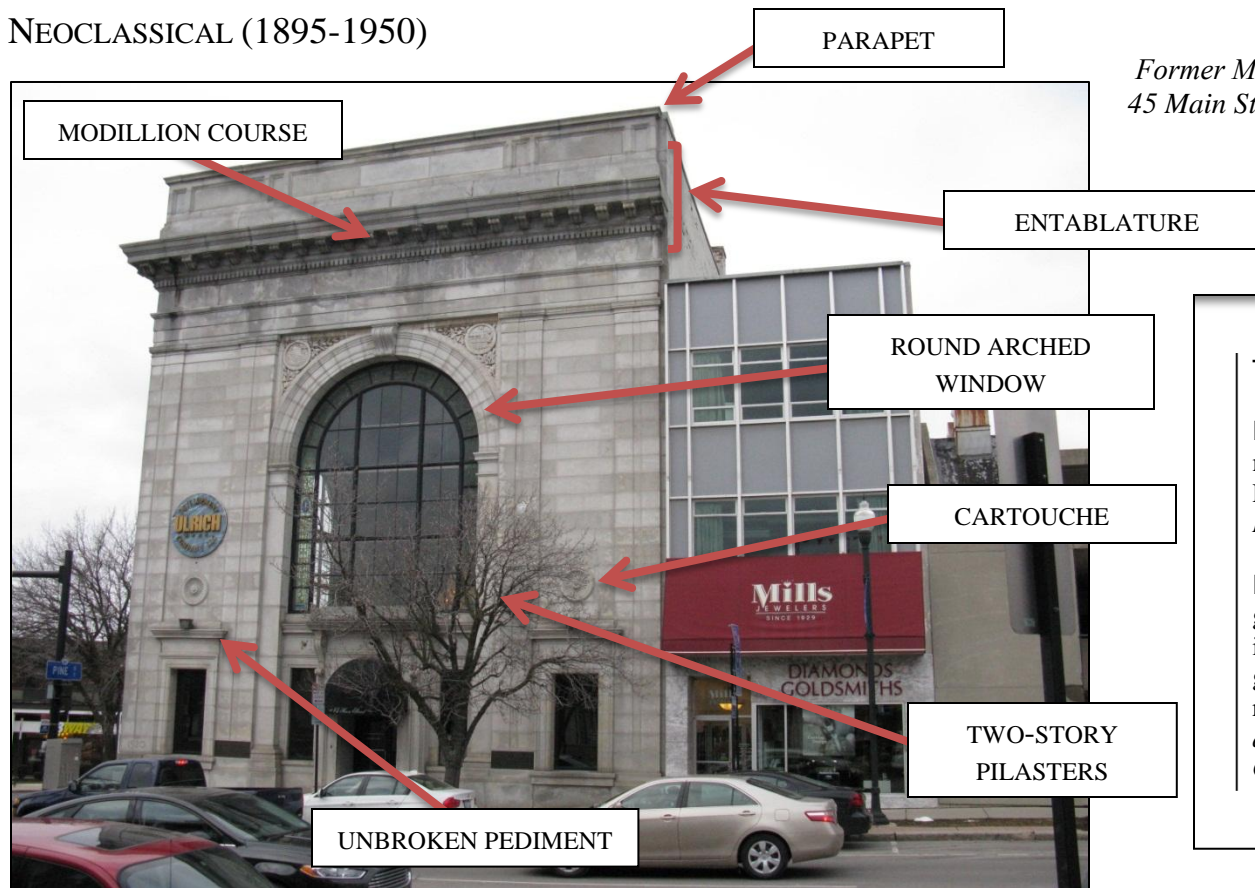 NEOCLASSICAL (1895-1950)
PARAPET
Former
45 Main
MODILLION COURSE
ENTABLATURE
ROUND ARCHED
WINDOW
CARTOUCHE
ULRICH
Mills
JEWELERS
SINCE 1929
DIAMONDS
GOLDSMITHS
PINE
TWO-STORY
PILASTERS
UNBROKEN PEDIMENT